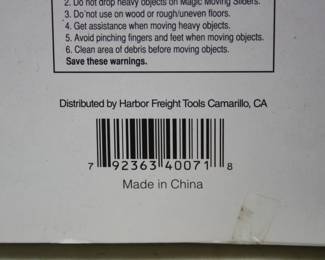 2. Do not drop heavy objects on Magic Moving Sliders.
3. Do not use on wood or rough/uneven floors.
4. Get assistance when moving heavy objects.
5. Avoid pinching fingers and feet when moving objects.
6. Clean area of debris before moving objects.
Save these warnings.
Distributed by Harbor Freight Tools Camarillo, CA
7 92363 40071 8
Made in China